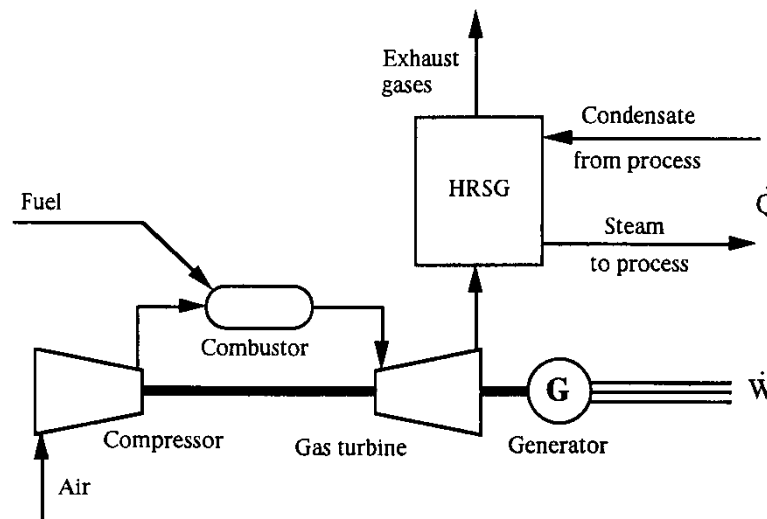 Exhaust
gases
Condensate
from process
HRSG
Fuel
Q̇
Steam
to process
Combustor
G
Ẇ
Compressor
Gas turbine
Generator
Air